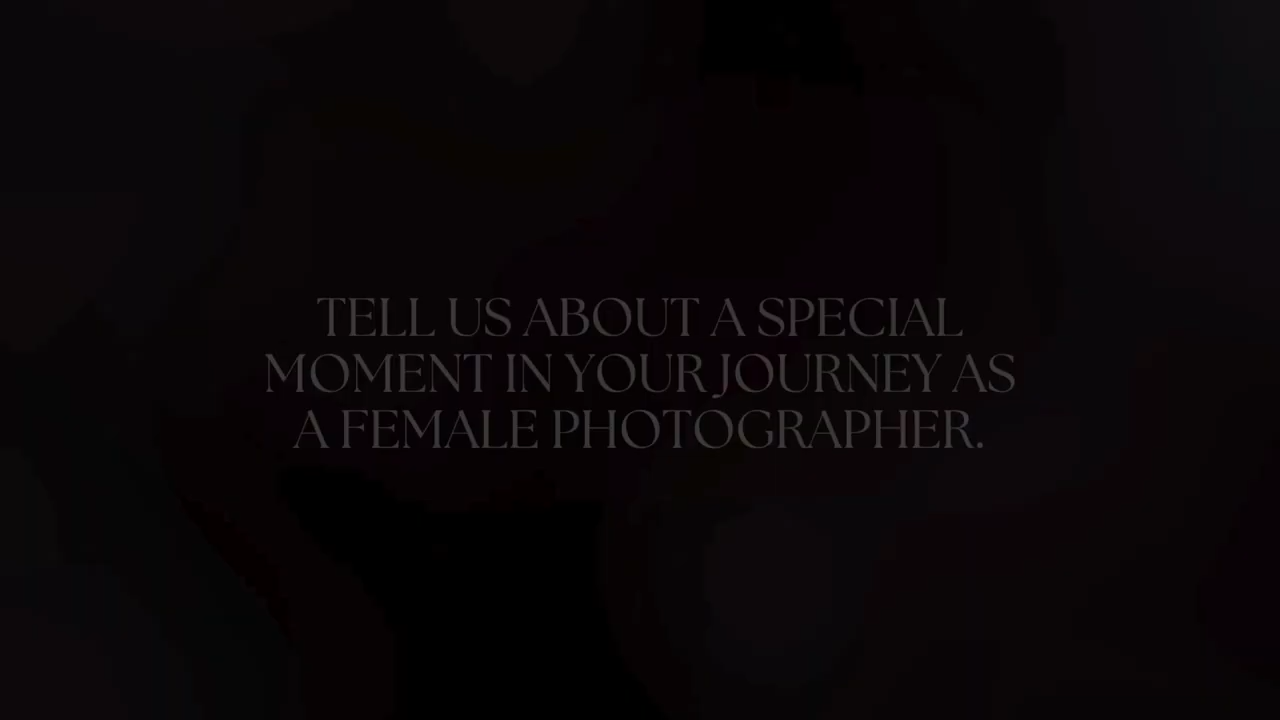 TELL US ABOUT A SPECIAL
MOMENT IN YOUR JOURNEY AS
A FEMALE PHOTOGRAPHER.